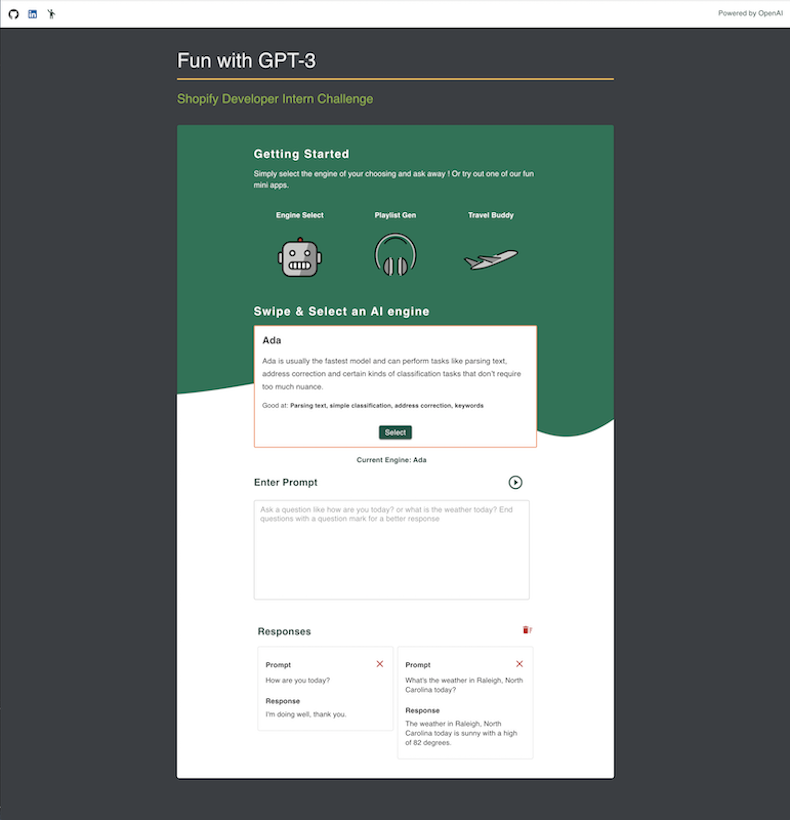 Powered by OpenAI
Fun with GPT-3
Shopify Developer Intern Challenge
Getting Started
Simply select the engine of your choosing and ask away ! Or try out one of our fun
mini apps.
Engine Select
Playlist Gen
Travel Buddy
Swipe & Select an AI engine
Ada
Ada is usually the fastest model and can perform tasks like parsing text,
address correction and certain kinds of classification tasks that don't require
too much nuance.
Good at: Parsing text, simple classification, address correction, keywords
Select
Current Engine: Ada
Enter Prompt
Ask a question like how are you today? or what is the weather today? End
questions with a question mark for a better response
Responses
Prompt
How are you today?
Response
I'm doing well, thank you.
Prompt
What's the weather in Raleigh, North
Carolina today?
Response
The weather in Raleigh, North
Carolina today is sunny with a high
of 82 degrees.